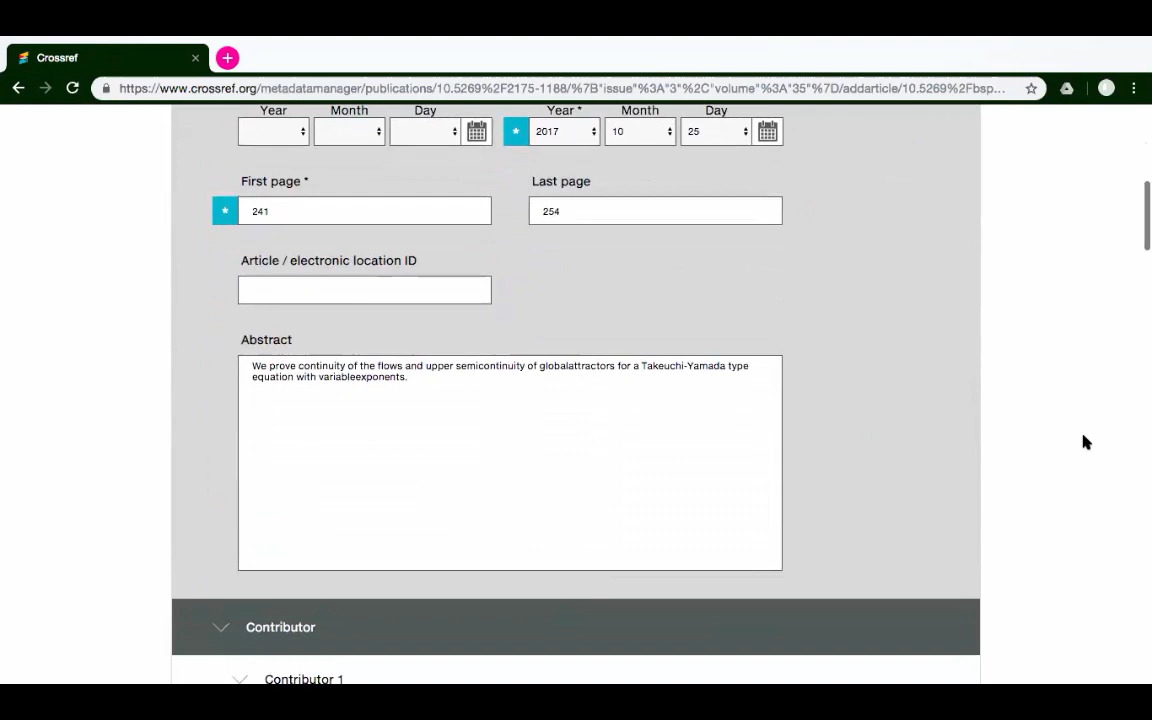 Crossref
https://www.crossref.org/metadatamanager/publications/10.5269%2F2175-1188/%7B"issue"%3A"3"%2C"volume"%3A"35"%7D/addarticle/10.5269%2Fbsp...
Year Month Day Year * Month Day
* 2017 10 25
First page * Last page
* 241 254
Article / electronic location ID
Abstract
We prove continuity of the flows and upper semicontinuity of globalattractors for a Takeuchi-Yamada type
equation with variableexponents.
Contributor
Contributor 1